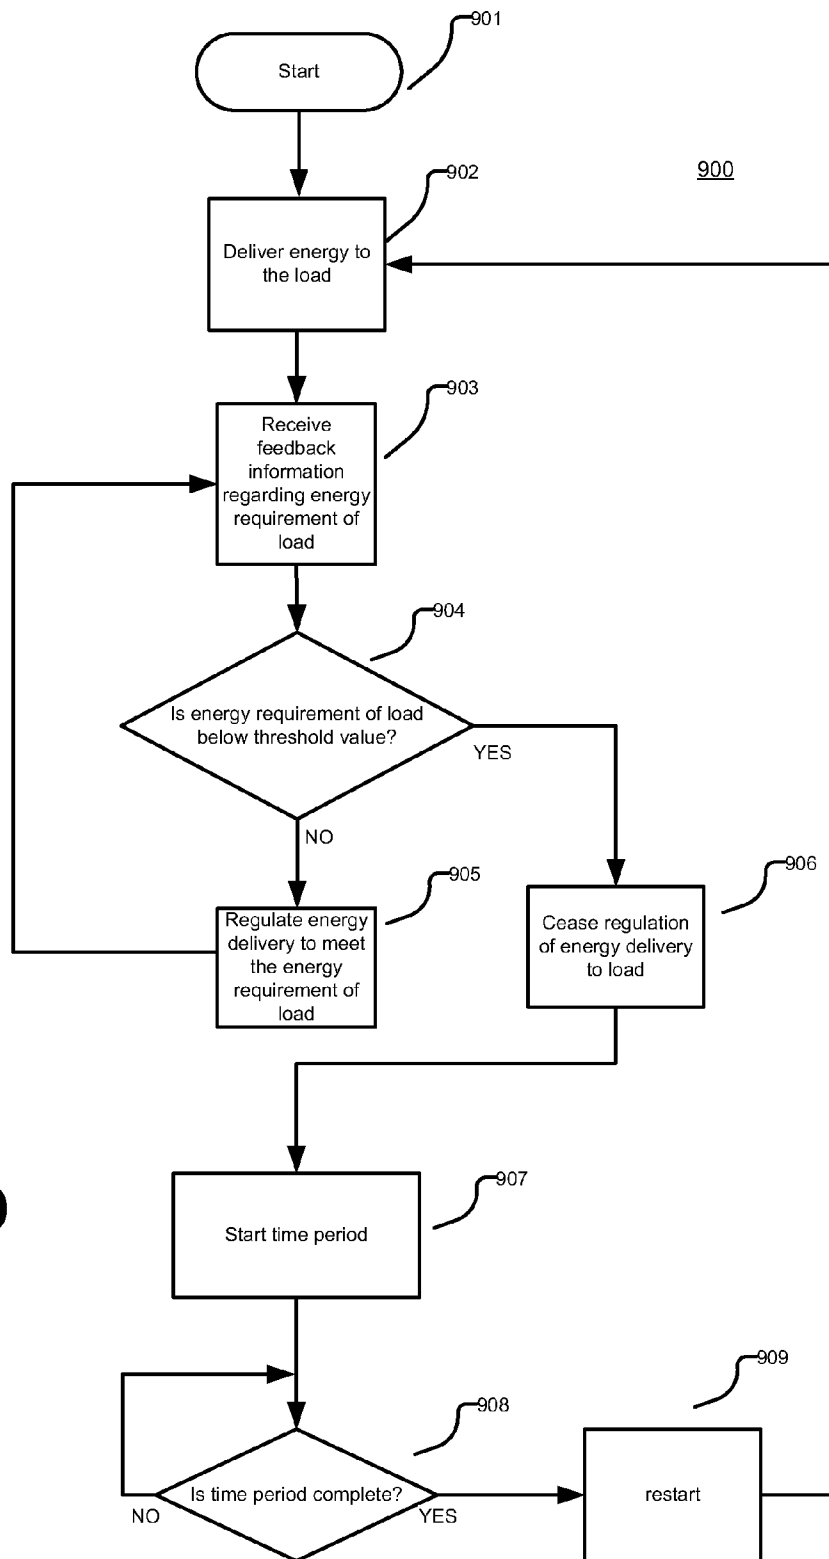 901
Start
902
900
Deliver energy to
the load
903
Receive
feedback
information
regarding energy
requirement of
load
904
Is energy requirement of load
below threshold value?
YES
NO
905
906
Regulate energy
delivery to meet
the energy
requirement of
load
Cease regulation
of energy delivery
to load
907
Start time period
909
908
Is time period complete?
NO
YES
restart